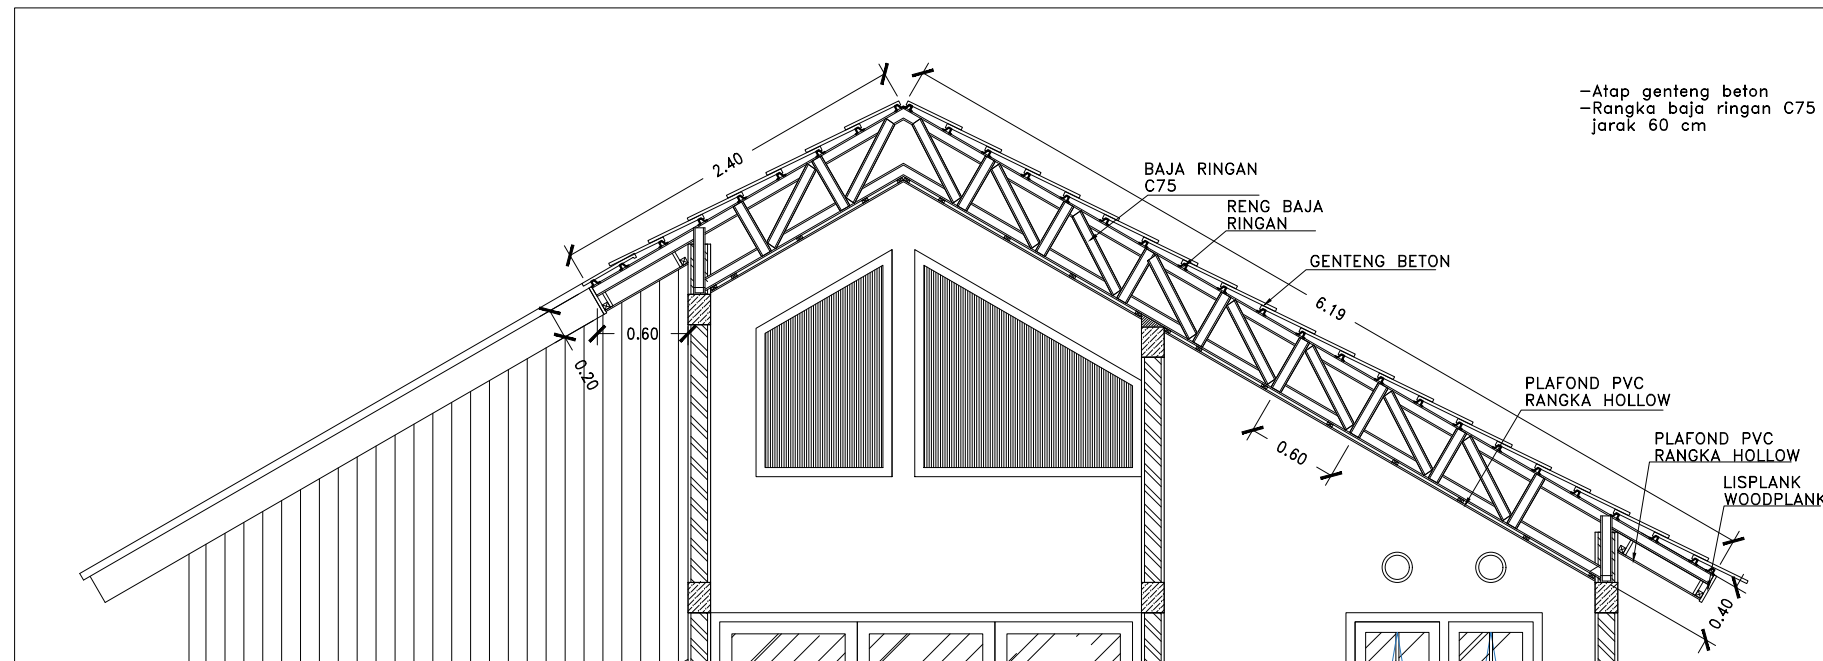 -Atap genteng beton
-Rangka baja ringan C75
jarak 60 cm
2.40
BAJA RINGAN
C75
RENG BAJA
RINGAN
GENTENG BETON
6.19
0.60
0.20
PLAFOND PVC
RANGKA HOLLOW
0.60
PLAFOND PVC
RANGKA HOLLOW
LISPLANK
WOODPLANK
0.40